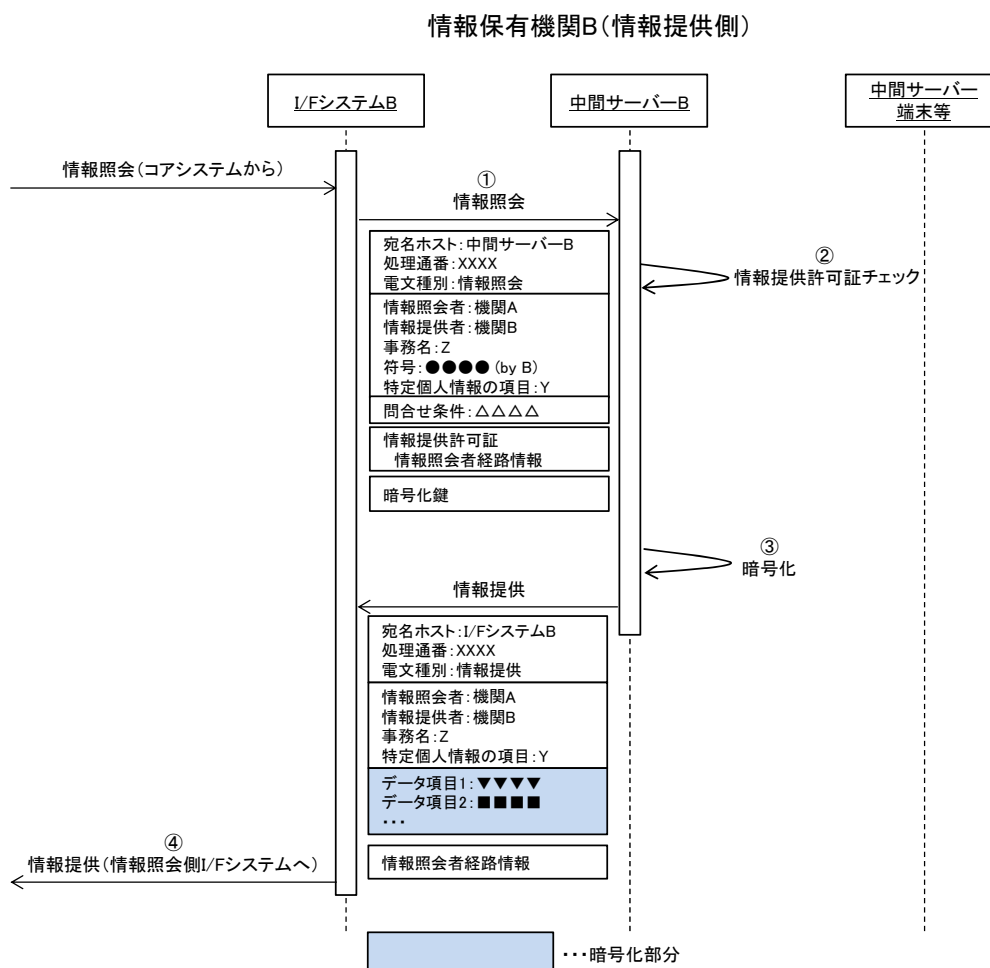 情報保有機関B(情報提供側)
I/FシステムB
中間サーバーB
中間サーバー
端末等
情報照会(コアシステムから)
①
情報照会
宛名ホスト:中間サーバーB
処理通番:XXXX
電文種別:情報照会
情報照会者:機関A
情報提供者:機関B
事務名:Z
符号:●●●● (by B)
特定個人情報の項目:Y
問合せ条件:△△△△
情報提供許可証
情報照会者経路情報
暗号化鍵
②
情報提供許可証チェック
③
暗号化
情報提供
宛名ホスト:I/FシステムB
処理通番:XXXX
電文種別:情報提供
情報照会者:機関A
情報提供者:機関B
事務名:Z
特定個人情報の項目:Y
データ項目1:▼▼▼▼
データ項目2:■■■■
・・・
情報照会者経路情報
④
情報提供(情報照会側I/Fシステムへ)
・・・暗号化部分